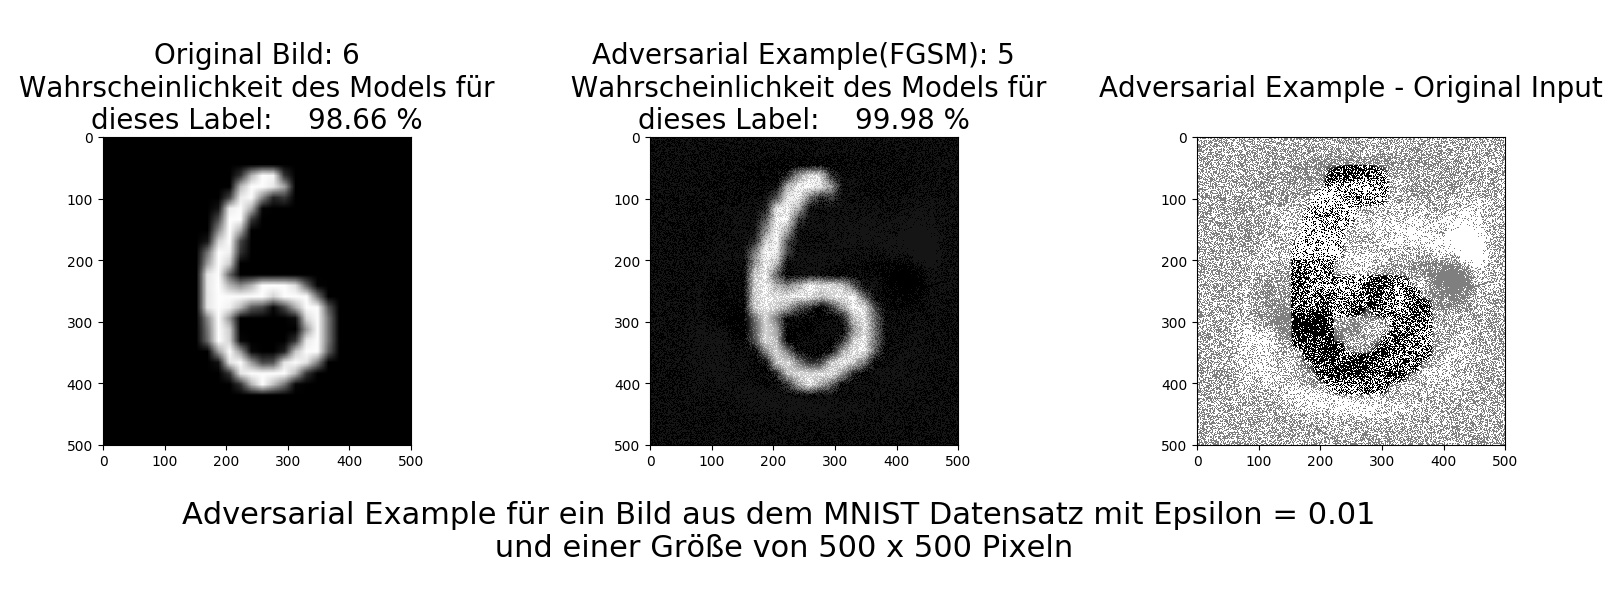 Original Bild: 6
Wahrscheinlichkeit des Models für
dieses Label: 98.66 %
0
100
200
300
400
500
0 100 200 300 400 500
Adversarial Example(FGSM): 5
Wahrscheinlichkeit des Models für
dieses Label: 99.98 %
0
100
200
300
400
500
0 100 200 300 400 500
Adversarial Example - Original Input
0
100
200
300
400
500
0 100 200 300 400 500
6
6
Adversarial Example für ein Bild aus dem MNIST Datensatz mit Epsilon = 0.01
und einer Größe von 500 x 500 Pixeln